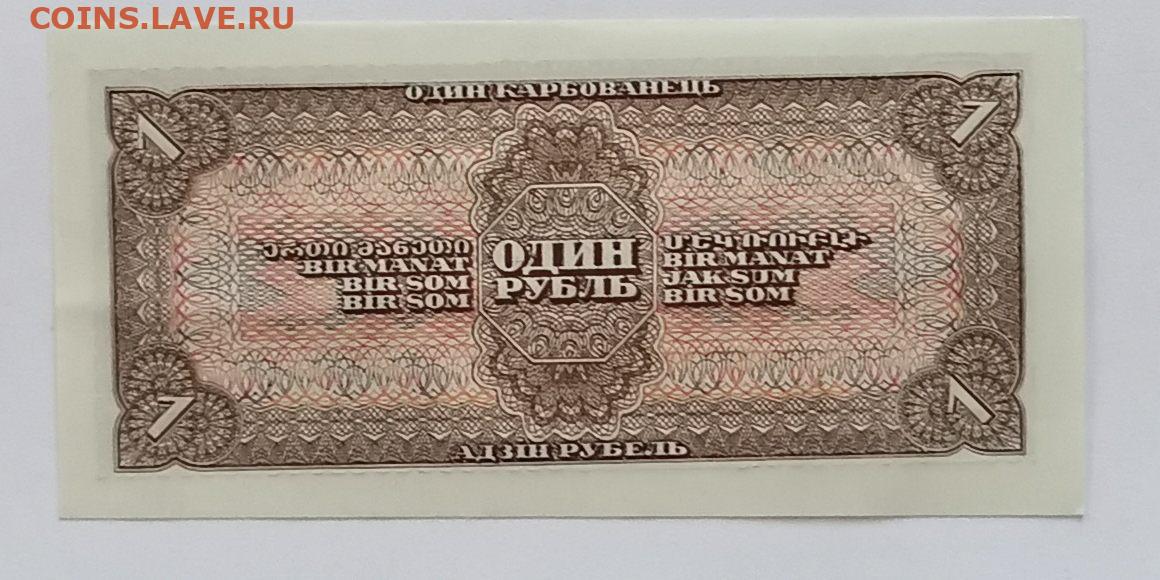 COINS.LAVE.RU
ОДИН КАРБОВАНЕЦЬ
1
1
ერთი მანეთი
BIR MANAT
BIR SOM
BIR SOM
ОДИН
РУБЛЬ
ՄԵԿ ՌՈՒԲԼԻ
BIR MANAT
JAK SUM
BIR SOM
1
1
АДЗІН РУБЕЛЬ